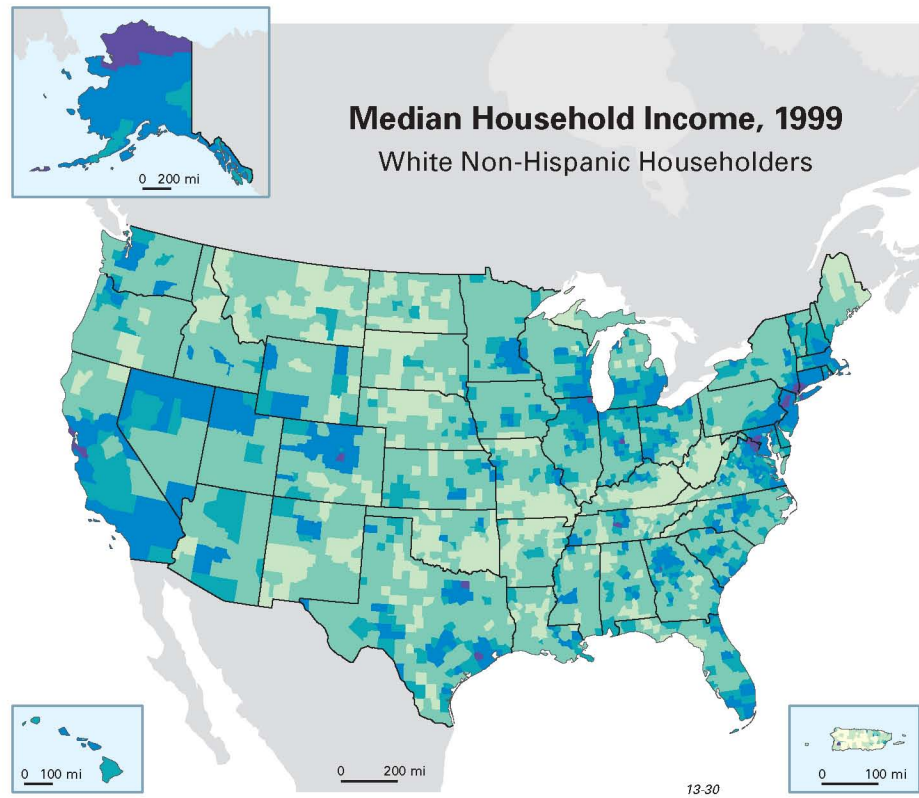 Median Household Income, 1999
White Non-Hispanic Householders
0 200 mi
0 100 mi
0 200 mi
0 100 mi
13-30